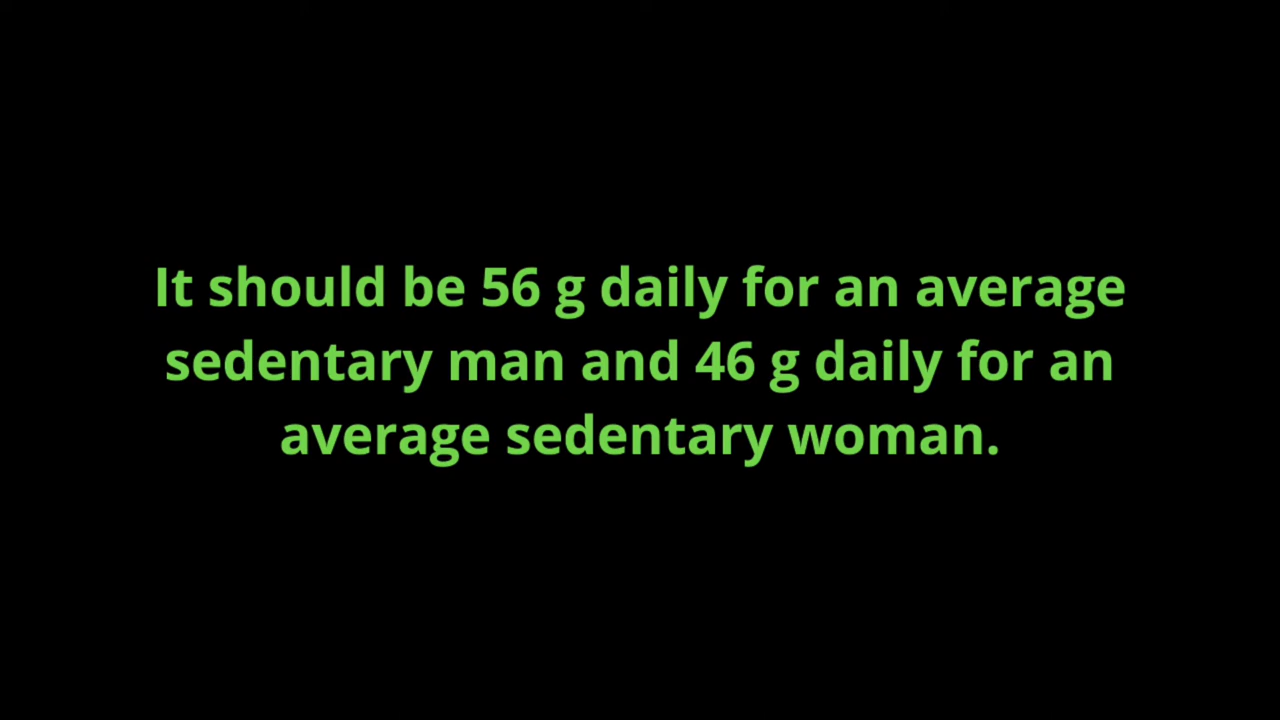 It should be 56 g daily for an average
sedentary man and 46 g daily for an
average sedentary woman.